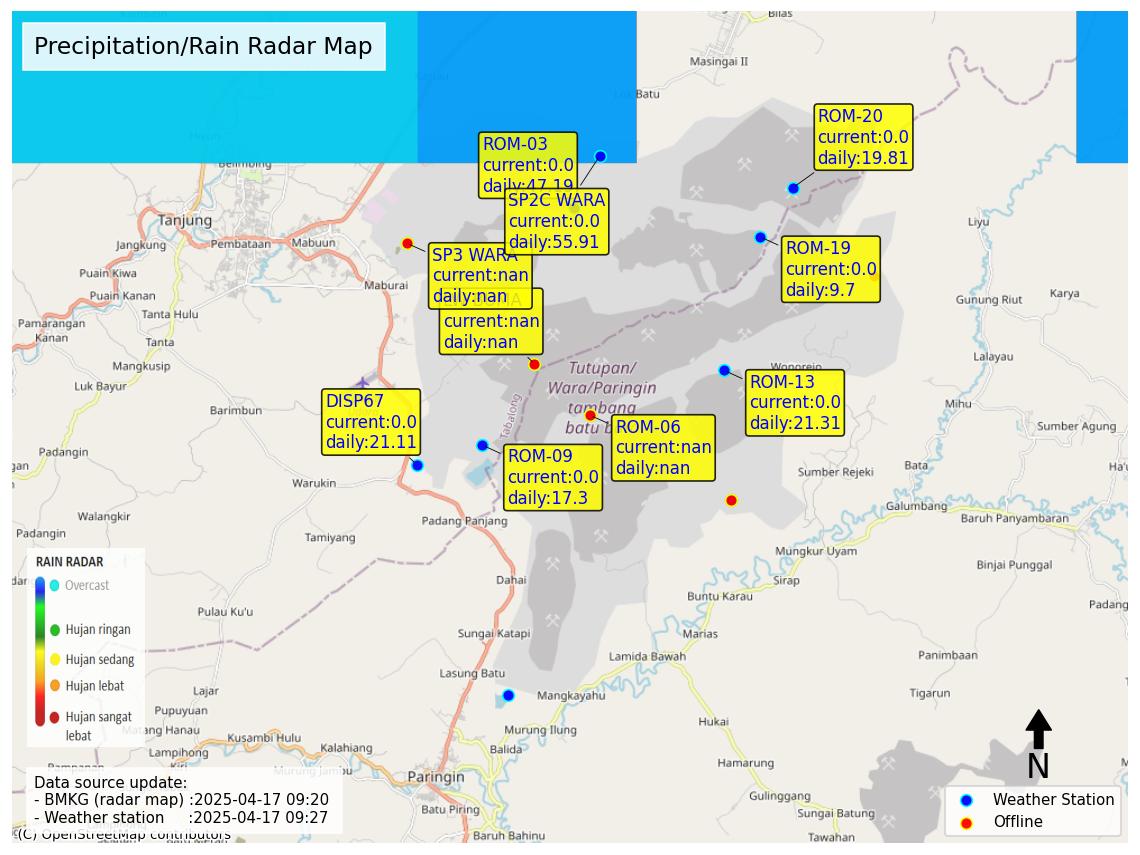 Precipitation/Rain Radar Map
Bilas
Masingai II
Batu
Belimbing
Tanjung
Jangkung
Pembataan
Mabuun
Puain Kiwa
Maburai
Puain Kanan
Tanta Hulu
Pamarangan
Kanan
Tanta
Mangkusip
Luk Bayur
Barimbun
Padangin
Warukin
Walangkir
Padangin
Tamiyang
Padang Panjang
Dahai
Pulau Ku'u
Sungai Katapi
Lasung Batu
Lajar
Pupuyuan
Matang Hanau
Lampihong
Kusambi Hulu
Kalahiang
Murung Jambu
Paringin
Batu Piring
Baruh Bahinu
Balida
Murung Ilung
Mangkayahu
Lamida Bawah
Marias
Buntu Karau
Sirap
Mungkur Uyam
Galumbang
Baruh Panyambaran
Binjai Punggal
Padang
Sumber Rejeki
Bata
Sumber Agung
Mihu
Lalayau
Gunung Riut
Karya
Liyu
Wonorejo
Panimbaan
Tigarun
Hukai
Hamarung
Gulinggang
Sungai Batung
Tawahan
Tabalong
Tutupan/
Wara/Paringin
tambang
batu b
ROM-03
current:0.0
daily:47.19
SP2C WARA
current:0.0
daily:55.91
ROM-20
current:0.0
daily:19.81
ROM-19
current:0.0
daily:9.7
SP3 WARA
current:nan
daily:nan
current:nan
daily:nan
ROM-13
current:0.0
daily:21.31
DISP67
current:0.0
daily:21.11
ROM-06
current:nan
daily:nan
ROM-09
current:0.0
daily:17.3
RAIN RADAR
Overcast
Hujan ringan
Hujan sedang
Hujan lebat
Hujan sangat
lebat
Data source update:
- BMKG (radar map) :2025-04-17 09:20
- Weather station :2025-04-17 09:27
(C) OpenStreetMap contributors
N
Weather Station
Offline